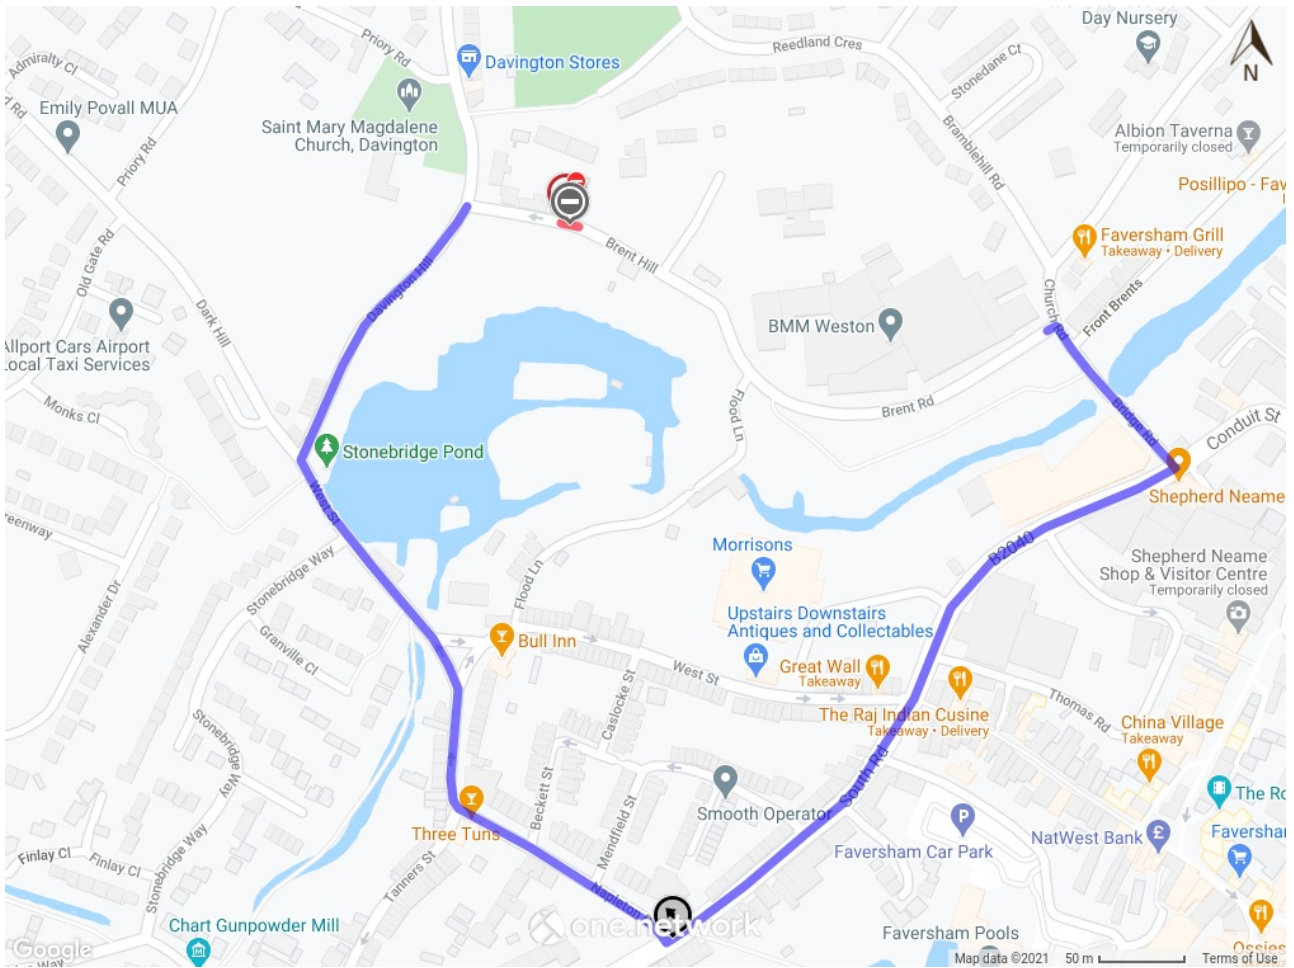 Day Nursery
Priory Rd
Reedland Cres
Davington Stores
Admiralty Cl
Stonedane Ct
N
Emily Povall MUA
d Rd
Saint Mary Magdalene
Church, Davington
Bramblehill Rd
Albion Taverna
Temporarily closed
Priory Rd
Posillipo - Fav
Old Gate Rd
Brent Hill
Faversham Grill
Takeaway • Delivery
Davington Hill
Dark Hill
Church Rd
Front Brents
BMM Weston
Allport Cars Airport
Local Taxi Services
Monks Cl
Flood Ln
Brent Rd
Bridge Rd
Conduit St
Stonebridge Pond
West St
Shepherd Neame
reenway
B2040
Morrisons
Stonebridge Way
Flood Ln
Shepherd Neame
Shop & Visitor Centre
Temporarily closed
Alexander Dr
Upstairs Downstairs
Antiques and Collectables
Granville Cl
Bull Inn
West St
Great Wall
Takeaway
Caslocke St
Thomas Rd
The Raj Indian Cusine
Takeaway • Delivery
China Village
Takeaway
Stonebridge Way
South Rd
Beckett St
Mendfield St
Smooth Operator
The Ro
Three Tuns
P
NatWest Bank
£
Faversha
Faversham Car Park
Finlay Cl
Finlay Cl
Stonebridge Way
Tanners St
Napleton
one.network
Chart Gunpowder Mill
Faversham Pools
Ossies
Google
Way
Map data ©2021
50 m
Terms of Use